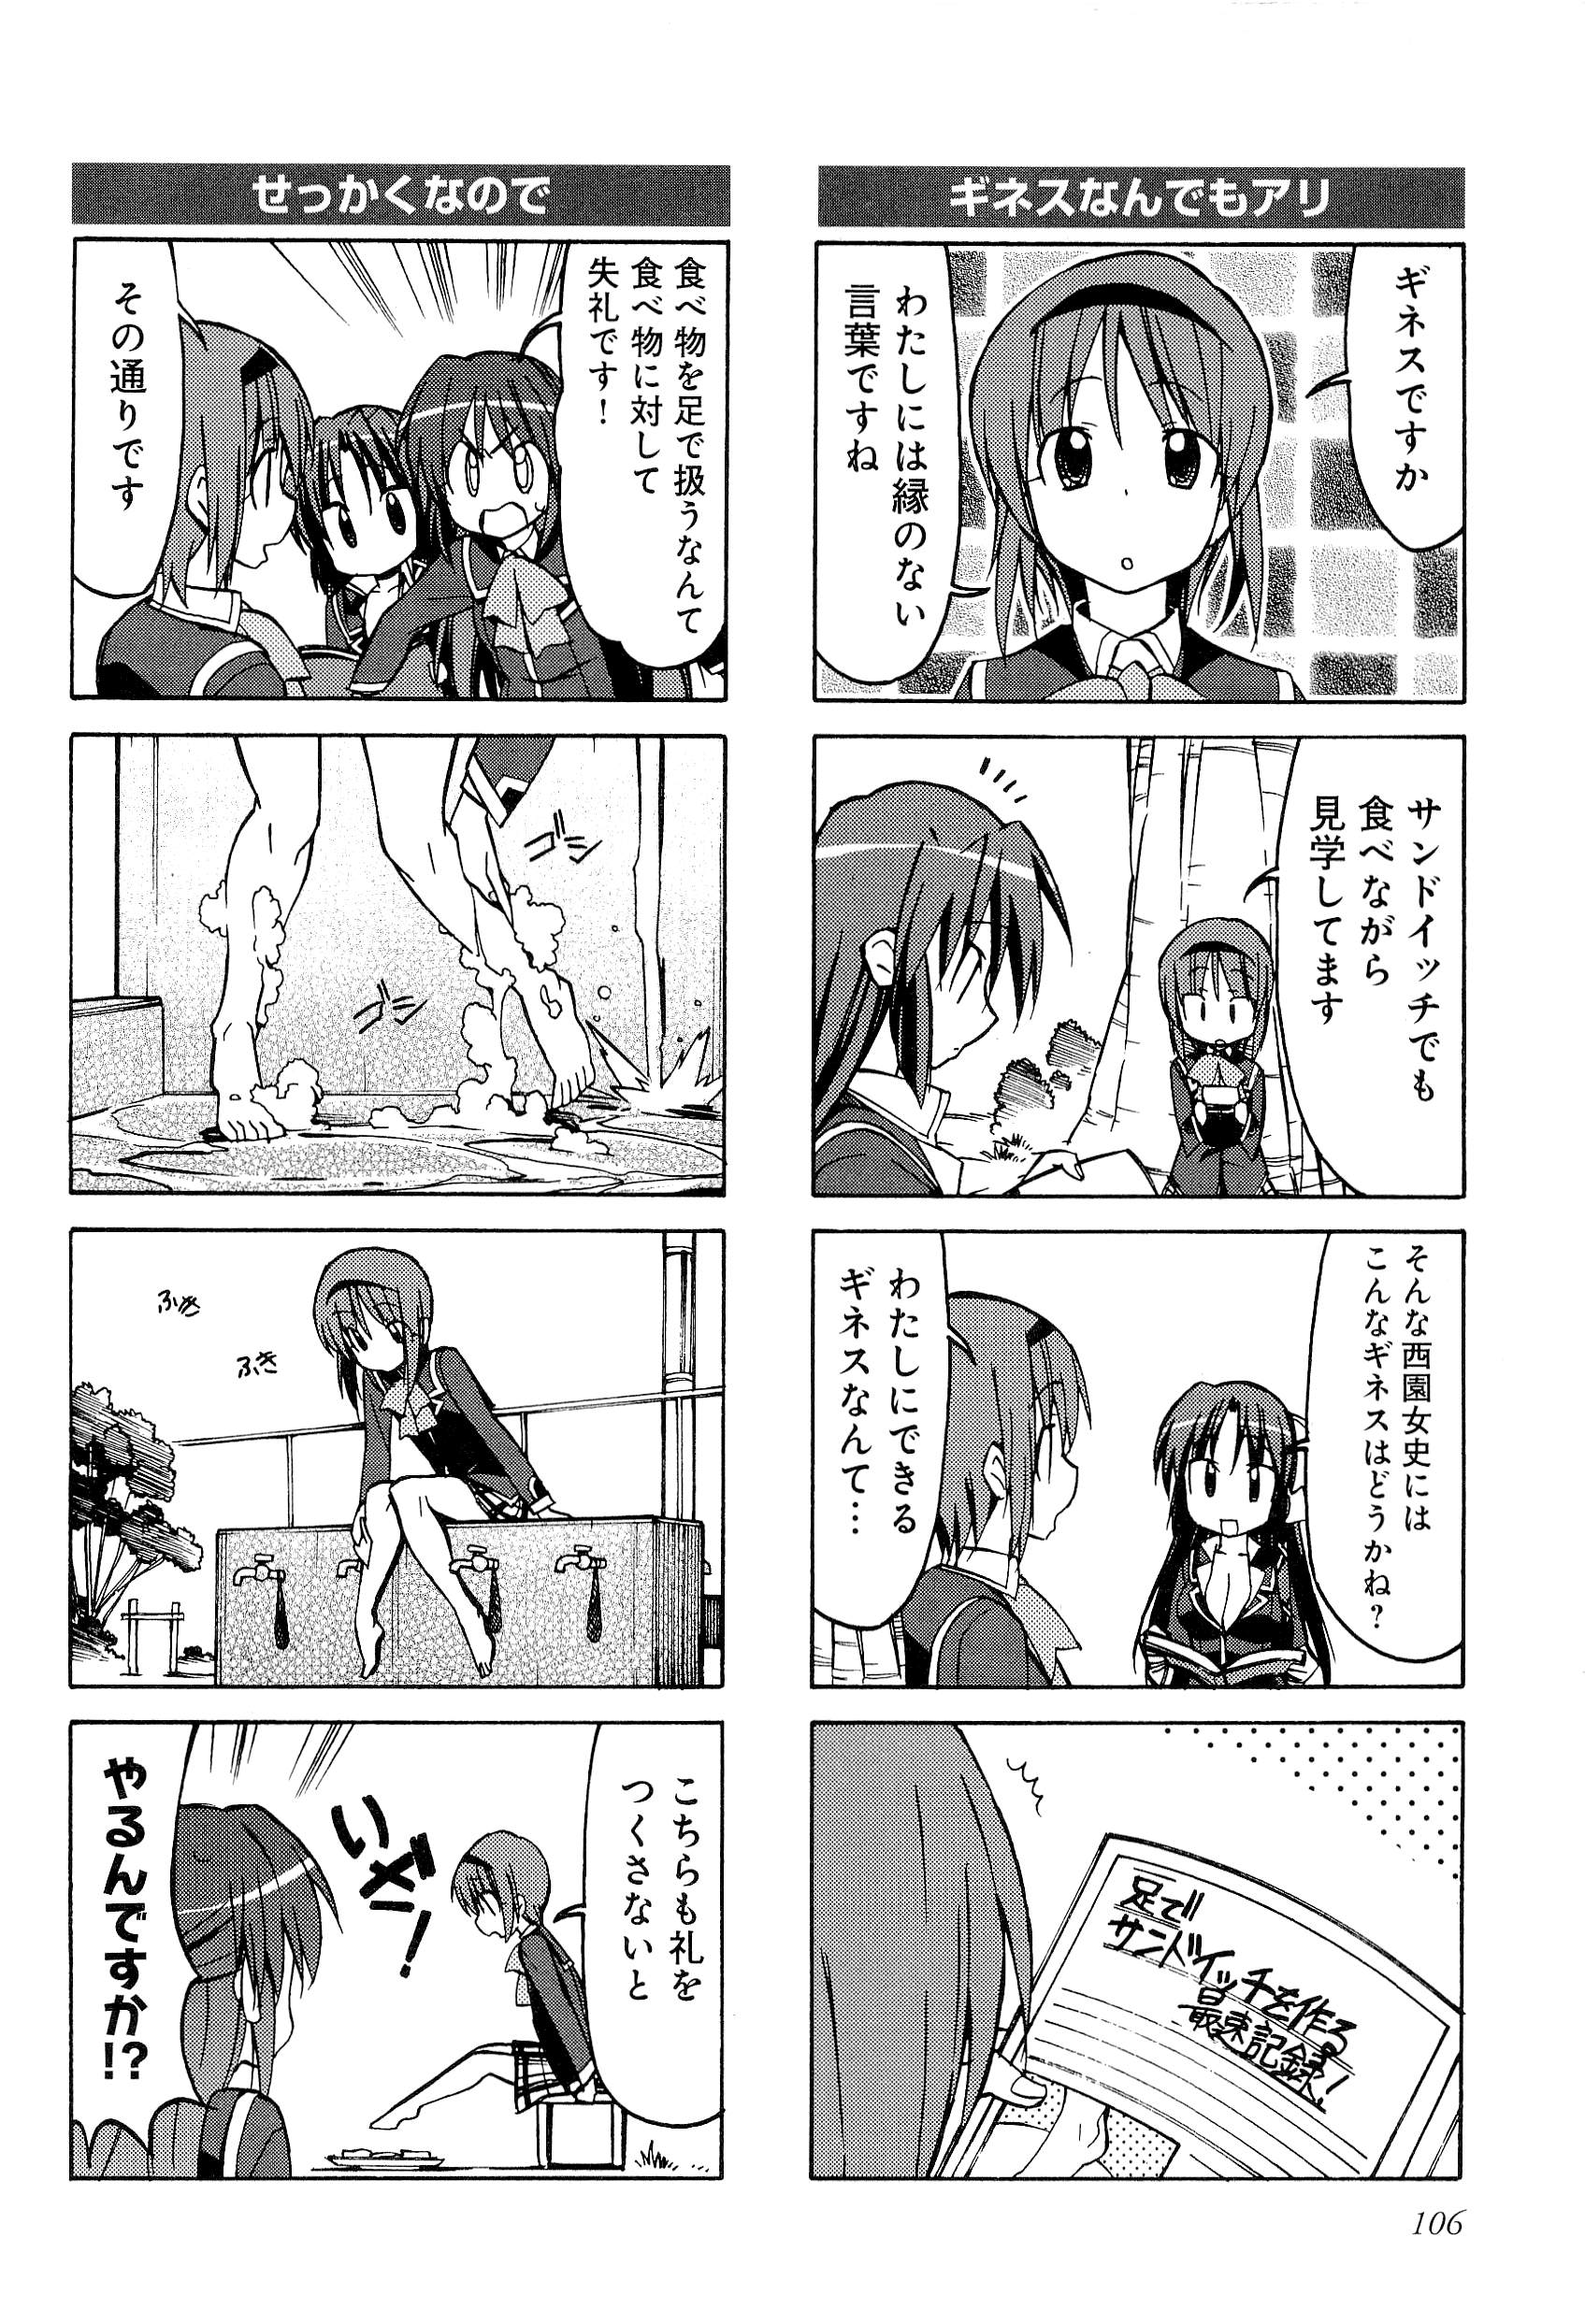 ギネスなんでもアリ
ギネスですか
わたしには縁のない
言葉ですね
サンドイッチでも
食べながら
見学してます
そんな西園女史には
こんなギネスはどうかね?
わたしにできる
ギネスなんて…
足で
サンドイッチを作る
最速記録!
せっかくなので
食べ物を足で扱うなんて
食べ物に対して
失礼です!
その通りです
ゴシ
ゴシ
ふき
ふき
こちらも礼を
つくさないと
いざ!
やるんですか!?
106